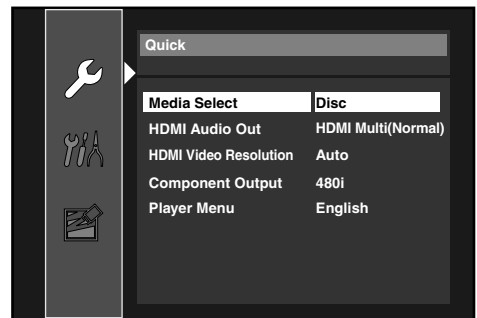 Quick
Media Select Disc
HDMI Audio Out HDMI Multi(Normal)
HDMI Video Resolution Auto
Component Output 480i
Player Menu English